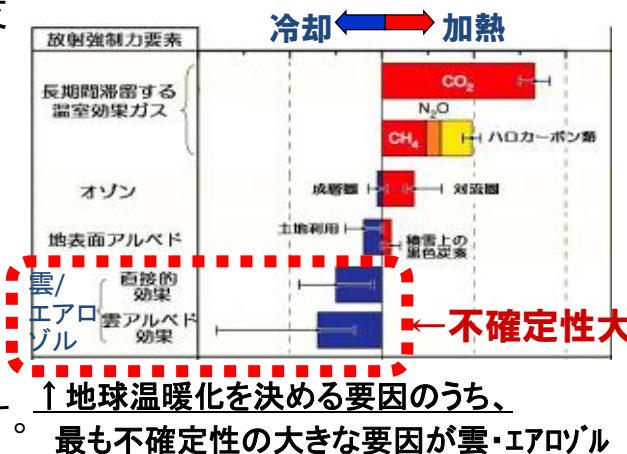 冷却 加熱
放射強制力要素
長期間滞留する
温室効果ガス
CO₂
N₂O
CH₄
ハロカーボン類
オゾン
成層圏
対流圏
地表面アルベド
土地利用
積雪上の
黒色炭素
雲/
エアロ
ゾル
直接的
効果
雲アルベド
効果
←不確定性大
↑地球温暖化を決める要因のうち、
。最も不確定性の大きな要因が雲・エアロゾル